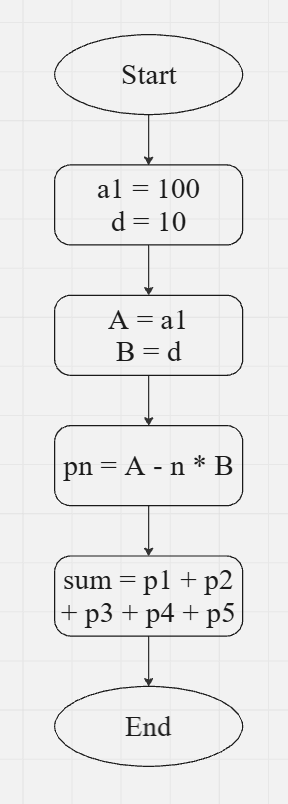 Start
a1 = 100
d = 10
A = a1
B = d
pn = A - n * B
sum = p1 + p2
+ p3 + p4 + p5
End